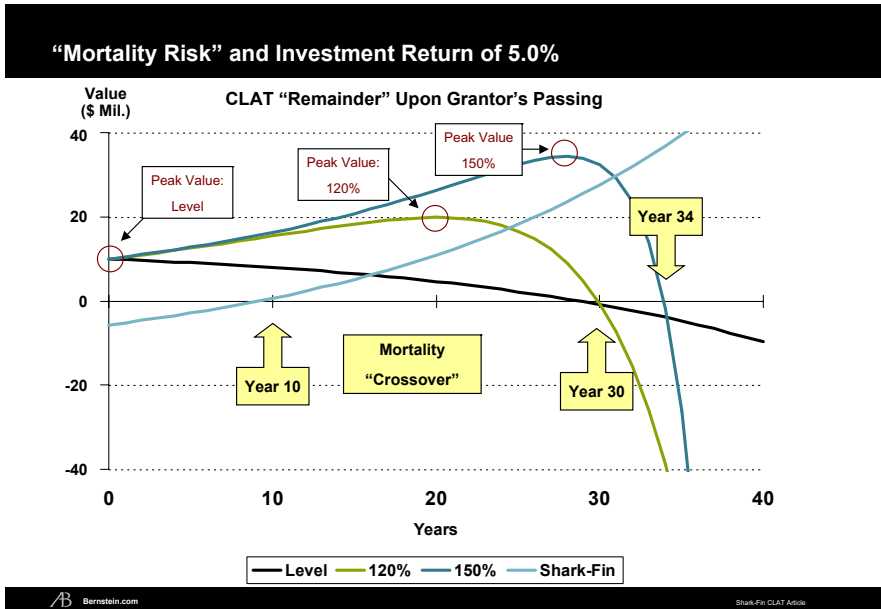 “Mortality Risk” and Investment Return of 5.0%
Value
($ Mil.)
CLAT “Remainder” Upon Grantor’s Passing
40
20
0
-20
-40
Peak Value:
Level
Peak Value:
120%
Peak Value
150%
Year 34
Mortality
“Crossover”
Year 10
Year 30
0
10
20
30
40
Years
Level
120%
150%
Shark-Fin
AB
Bernstein.com
Shark-Fin CLAT Article